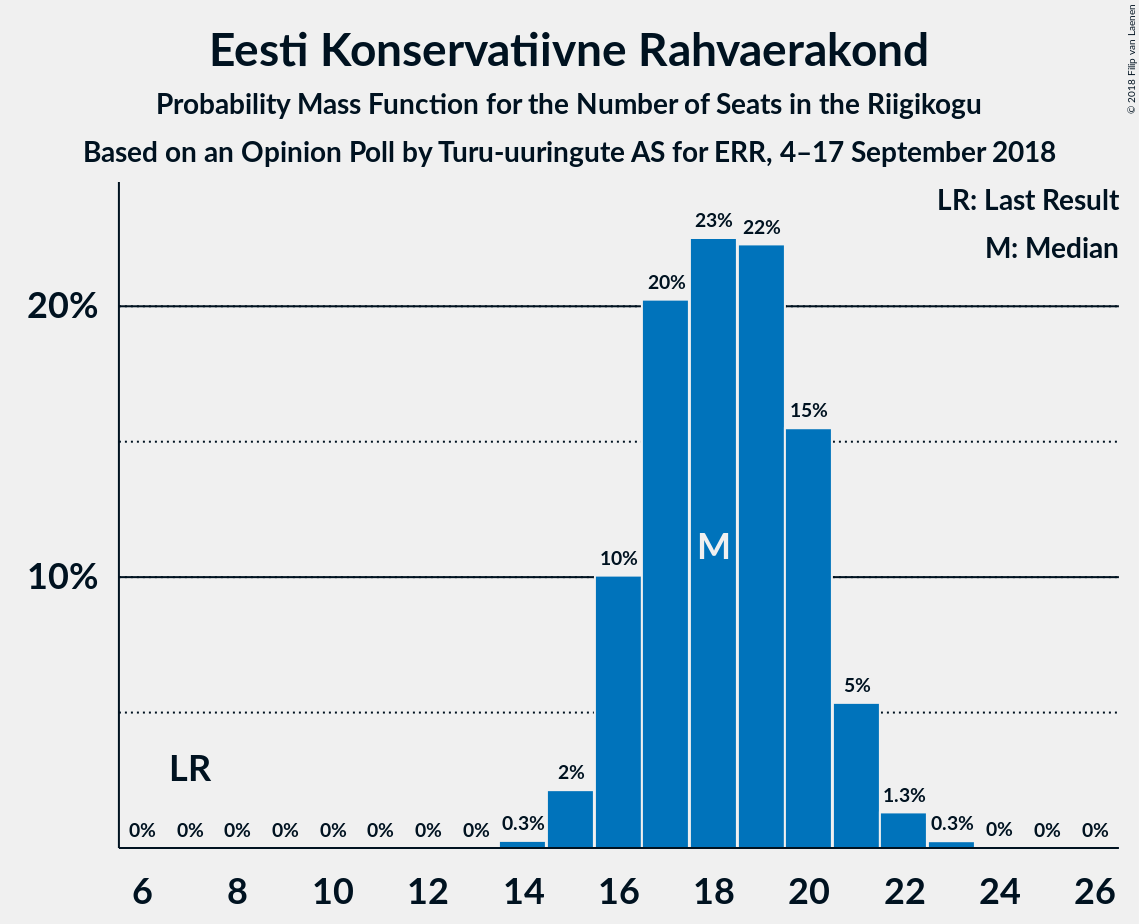 Eesti Konservatiivne Rahvaerakond
Probability Mass Function for the Number of Seats in the Riigikogu
Based on an Opinion Poll by Turu-uuringute AS for ERR, 4–17 September 2018
© 2018 Filip van Laenen
LR: Last Result
M: Median
23%
22%
20%
20%
15%
M
10%
10%
5%
LR
2%
1.3%
0% 0% 0% 0% 0% 0% 0% 0% 0.3% 0.3% 0% 0% 0%
6 8 10 12 14 16 18 20 22 24 26